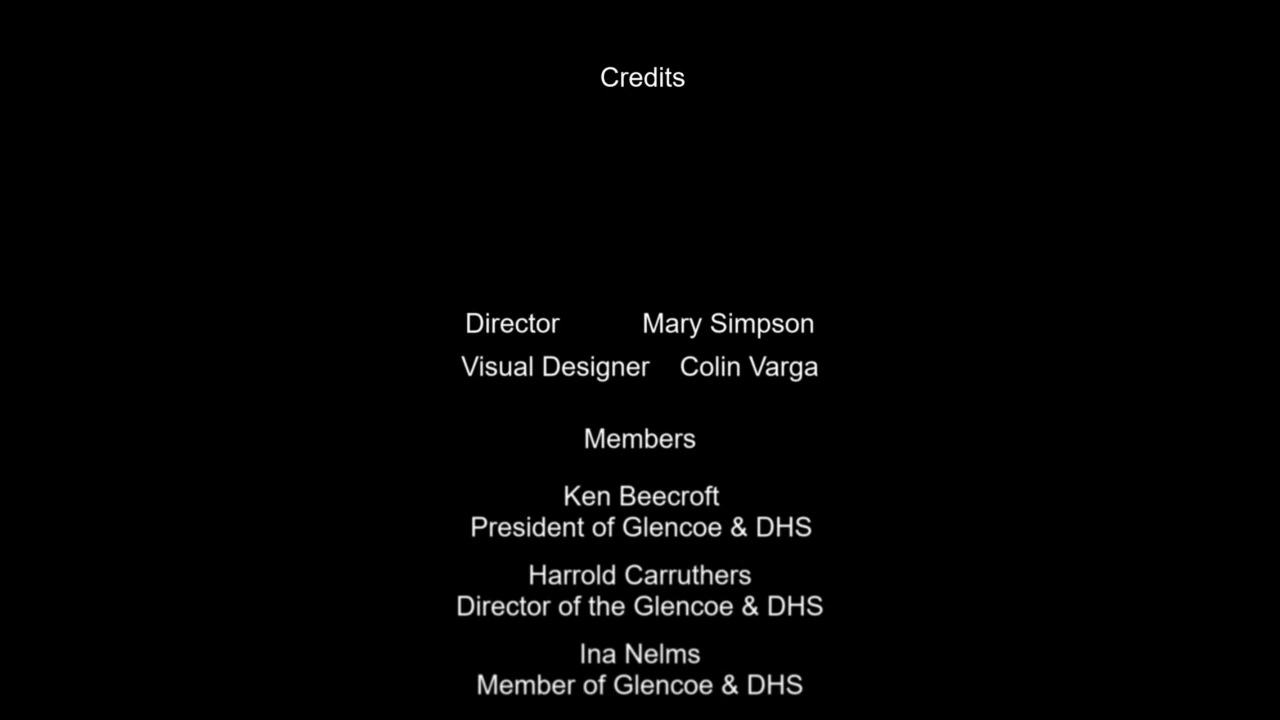 Credits
Director Mary Simpson
Visual Designer Colin Varga
Members
Ken Beecroft
President of Glencoe & DHS
Harrold Carruthers
Director of the Glencoe & DHS
Ina Nelms
Member of Glencoe & DHS